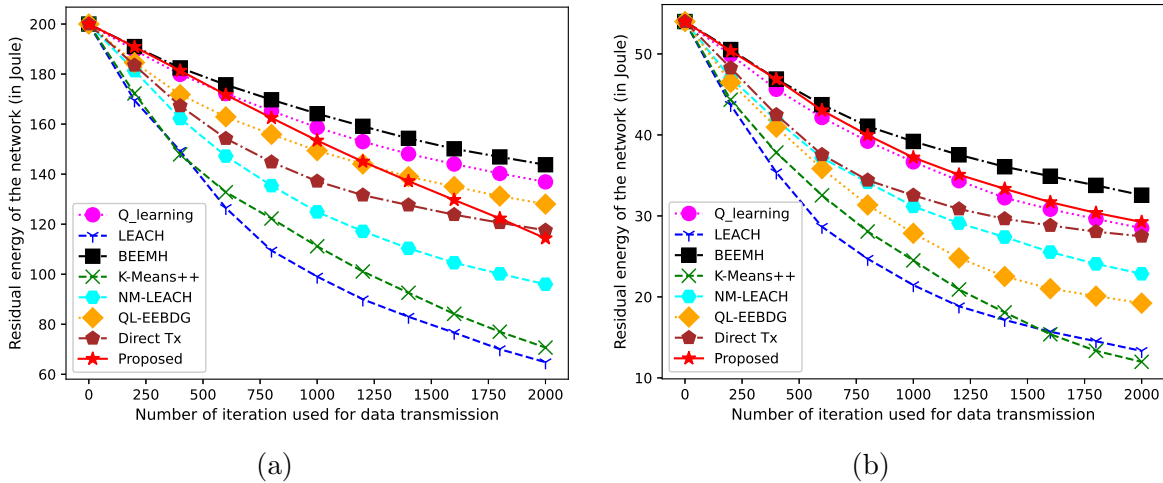 Residual energy of the network (in Joule)
200
180
160
140
120
100
80
60
Q_learning
LEACH
BEEMH
K-Means++
NM-LEACH
QL-EEBDG
Direct Tx
Proposed
0 250 500 750 1000 1250 1500 1750 2000
Number of iteration used for data transmission
(a)
Residual energy of the network (in Joule)
50
40
30
20
10
Q_learning
LEACH
BEEMH
K-Means++
NM-LEACH
QL-EEBDG
Direct Tx
Proposed
0 250 500 750 1000 1250 1500 1750 2000
Number of iteration used for data transmission
(b)